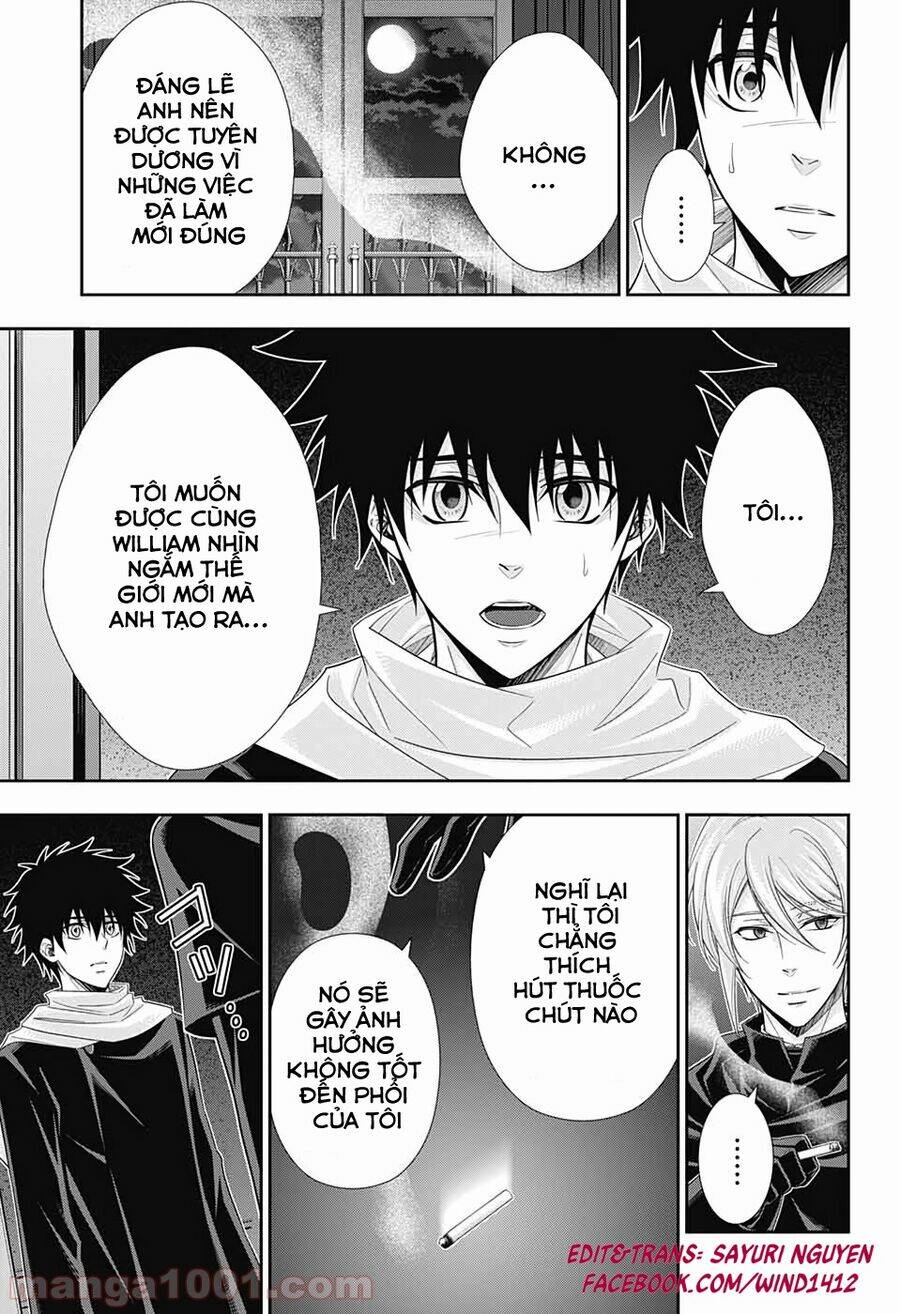 ......
KHÔNG
...
ĐÁNG LẼ
ANH NÊN
ĐƯỢC TUYÊN
DƯƠNG VÌ
NHỮNG VIỆC
ĐÃ LÀM
MỚI ĐÚNG
TÔI...
TÔI MUỐN
ĐƯỢC CÙNG
WILLIAM NHÌN
NGẮM THẾ
GIỚI MỚI MÀ
ANH TẠO RA...
......
NGHĨ LẠI
THÌ TÔI
CHẲNG
THÍCH
HÚT THUỐC
CHÚT NÀO
NÓ SẼ
GÂY ẢNH
HƯỞNG
KHÔNG TỐT
ĐẾN PHỔI
CỦA TÔI
コツ...
EDIT&TRANS: SAYURI NGUYEN
FACEBOOK.COM/WIND1412
manga1001.com